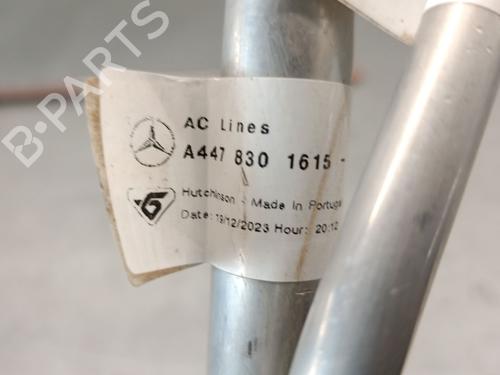 B-PARTS
AC Lines
A447 830 1615 -
Hutchinson - Made In Portugal
Date: 19/12/2023 Hour: 20:12